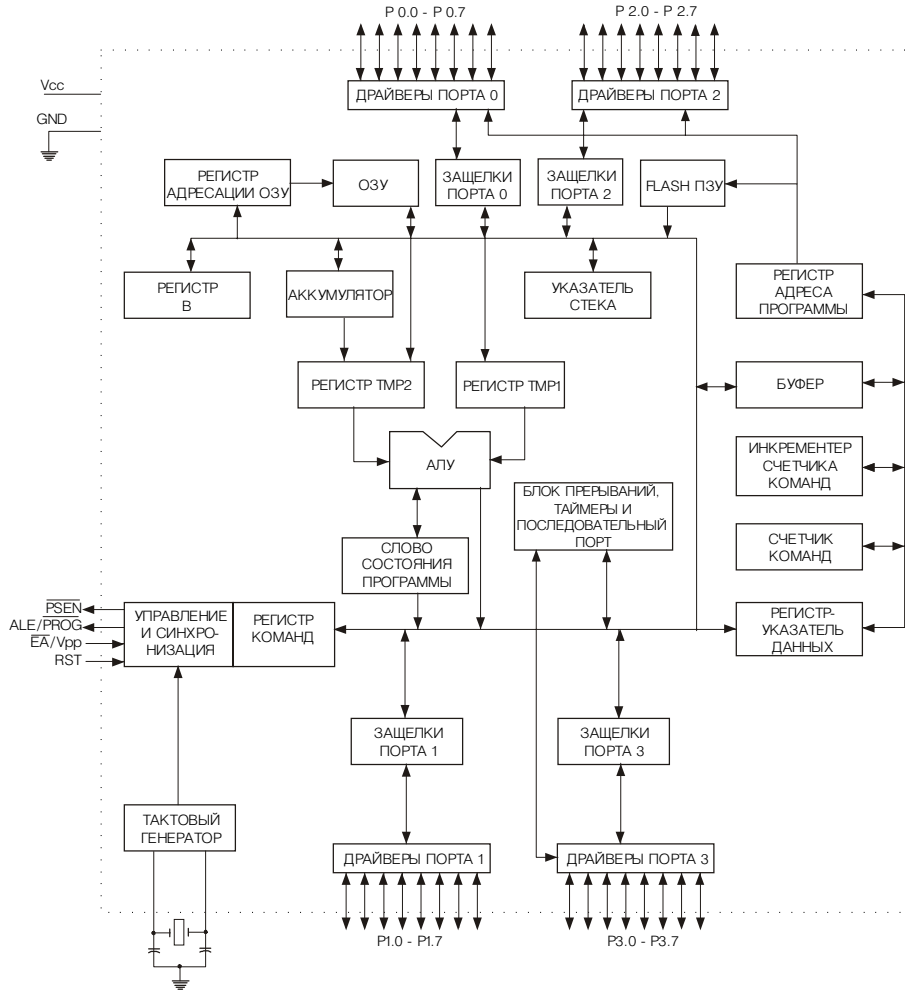 P 0.0 - P 0.7
P 2.0 - P 2.7
Vcc
GND
ДРАЙВЕРЫ ПОРТА 0
ДРАЙВЕРЫ ПОРТА 2
РЕГИСТР
АДРЕСАЦИИ ОЗУ
ОЗУ
ЗАЩЕЛКИ
ПОРТА 0
ЗАЩЕЛКИ
ПОРТА 2
FLASH ПЗУ
РЕГИСТР
В
АККУМУЛЯТОР
УКАЗАТЕЛЬ
СТЕКА
РЕГИСТР
АДРЕСА
ПРОГРАММЫ
РЕГИСТР TMP2
РЕГИСТР TMP1
БУФЕР
АЛУ
ИНКРЕМЕНТЕР
СЧЕТЧИКА
КОМАНД
БЛОК ПРЕРЫВАНИЙ,
ТАЙМЕРЫ И
ПОСЛЕДОВАТЕЛЬНЫЙ
ПОРТ
СЛОВО
СОСТОЯНИЯ
ПРОГРАММЫ
СЧЕТЧИК
КОМАНД
PSEN
ALE/PROG
EA/Vpp
RST
УПРАВЛЕНИЕ
И СИНХРО-
НИЗАЦИЯ
РЕГИСТР
КОМАНД
РЕГИСТР-
УКАЗАТЕЛЬ
ДАННЫХ
ЗАЩЕЛКИ
ПОРТА 1
ЗАЩЕЛКИ
ПОРТА 3
ТАКТОВЫЙ
ГЕНЕРАТОР
ДРАЙВЕРЫ ПОРТА 1
ДРАЙВЕРЫ ПОРТА 3
P1.0 - P1.7
P3.0 - P3.7